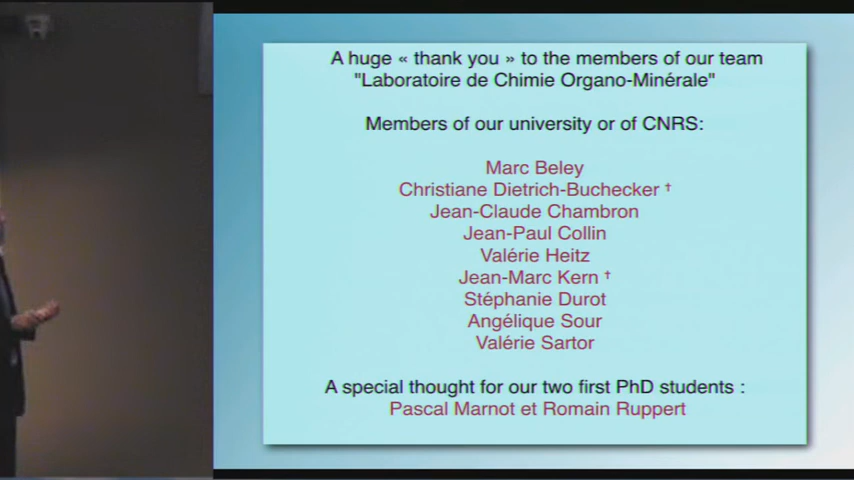 A huge « thank you » to the members of our team
"Laboratoire de Chimie Organo-Minérale"
Members of our university or of CNRS:
Marc Beley
Christiane Dietrich-Buchecker †
Jean-Claude Chambron
Jean-Paul Collin
Valérie Heitz
Jean-Marc Kern †
Stéphanie Durot
Angélique Sour
Valérie Sartor
A special thought for our two first PhD students :
Pascal Marnot et Romain Ruppert